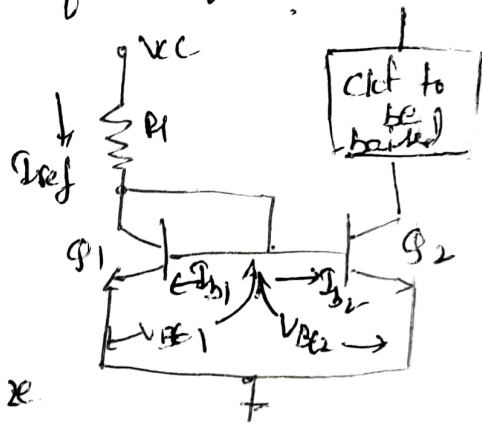 VCC
Ckt to
be
biased
R1
Iref
Q1
Q2
Ib1
Ib2
VBE1
VBE2